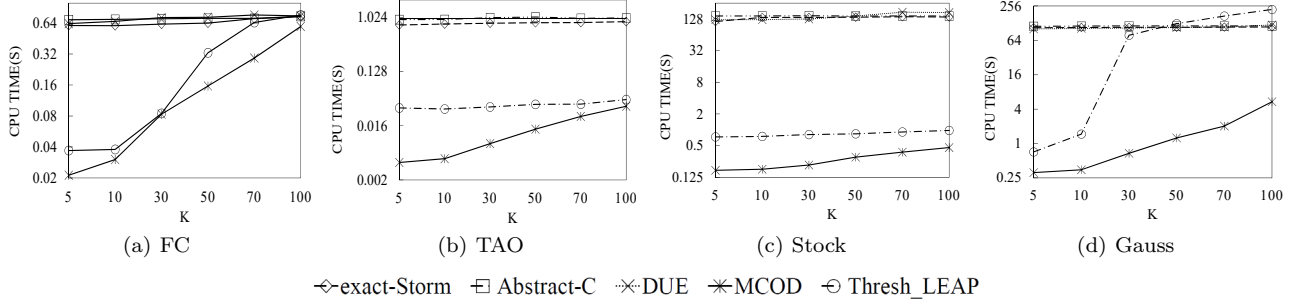 CPU TIME(S)
0.64
0.32
0.16
0.08
0.04
0.02
5 10 30 50 70 100
K
(a) FC
CPU TIME(S)
1.024
0.128
0.016
0.002
5 10 30 50 70 100
K
(b) TAO
CPU TIME(S)
128
32
8
2
0.5
0.125
5 10 30 50 70 100
K
(c) Stock
CPU TIME(S)
256
64
16
4
1
0.25
5 10 30 50 70 100
K
(d) Gauss
exact-Storm Abstract-C DUE MCOD Thresh_LEAP